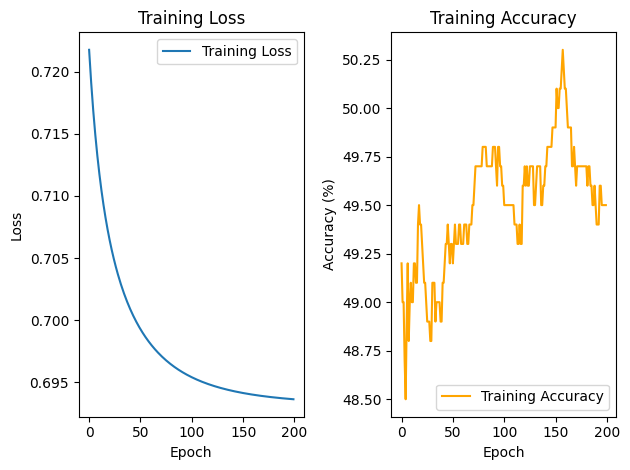 Training Loss
Training Loss
0.720
0.715
0.710
0.705
0.700
0.695
Loss
0 50 100 150 200
Epoch
Training Accuracy
50.25
50.00
49.75
49.50
49.25
49.00
48.75
48.50
Accuracy (%)
Training Accuracy
0 50 100 150 200
Epoch